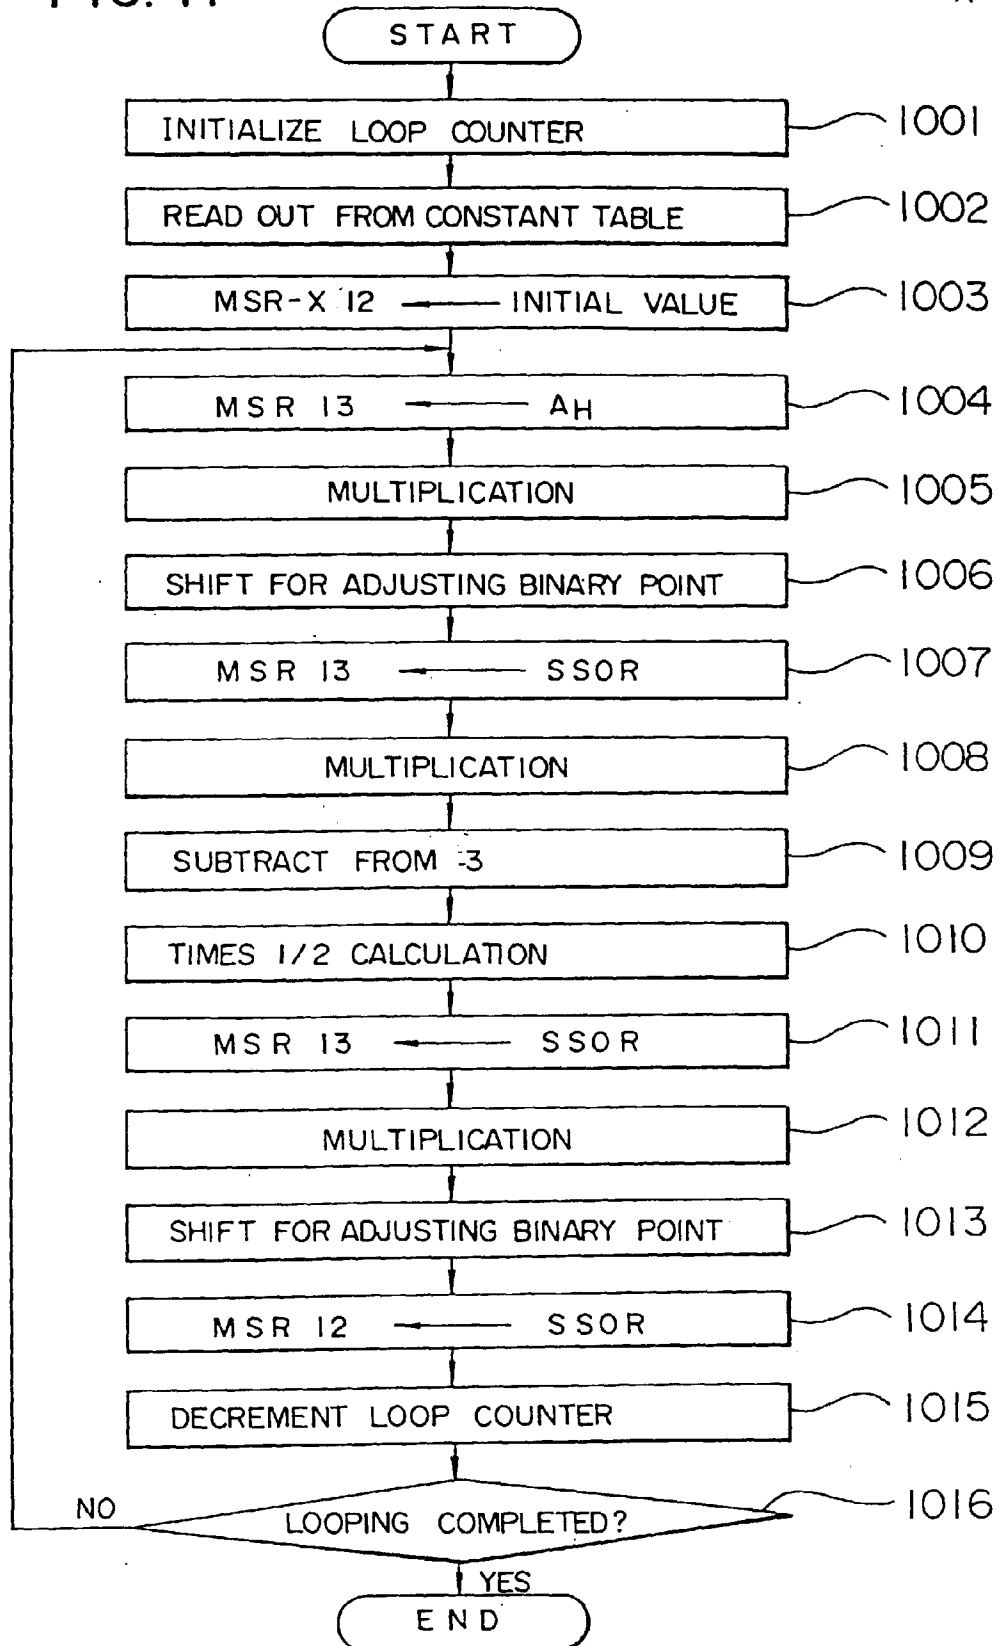 START
INITIALIZE LOOP COUNTER
1001
READ OUT FROM CONSTANT TABLE
1002
MSR-X 12 ← INITIAL VALUE
1003
MSR 13 ← AH
1004
MULTIPLICATION
1005
SHIFT FOR ADJUSTING BINARY POINT
1006
MSR 13 ← SSOR
1007
MULTIPLICATION
1008
SUBTRACT FROM -3
1009
TIMES 1/2 CALCULATION
1010
MSR 13 ← SSOR
1011
MULTIPLICATION
1012
SHIFT FOR ADJUSTING BINARY POINT
1013
MSR 12 ← SSOR
1014
DECREMENT LOOP COUNTER
1015
NO
LOOPING COMPLETED?
1016
YES
END